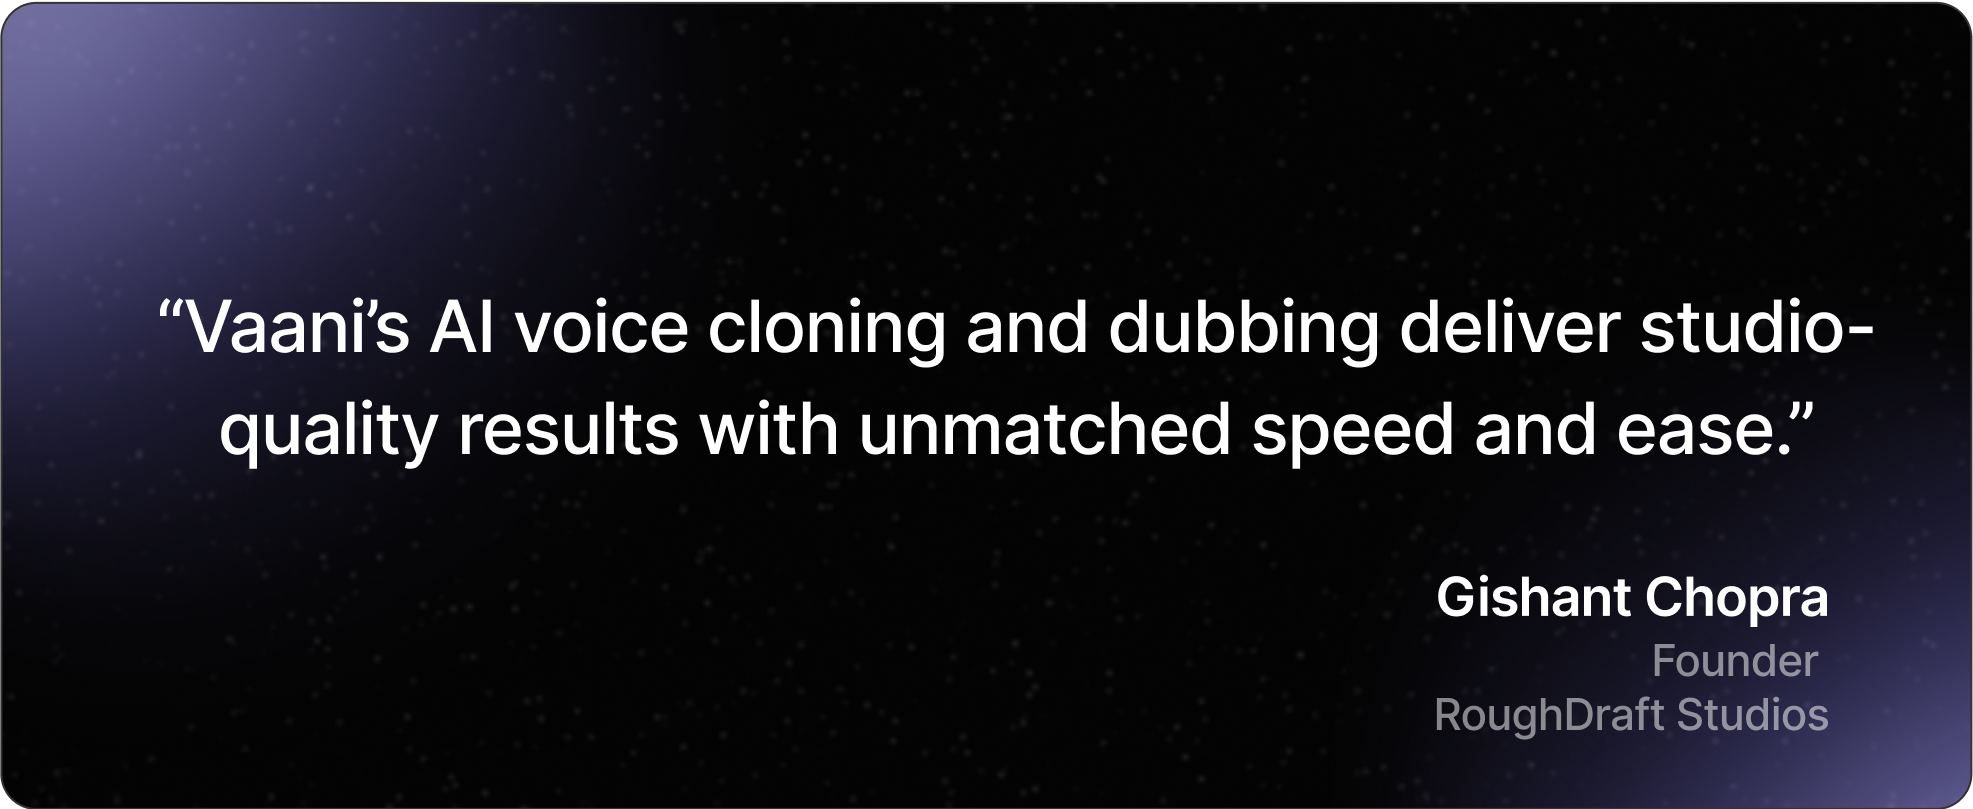 “Vaani’s AI voice cloning and dubbing deliver studio-
quality results with unmatched speed and ease.”
Gishant Chopra
Founder
RoughDraft Studios